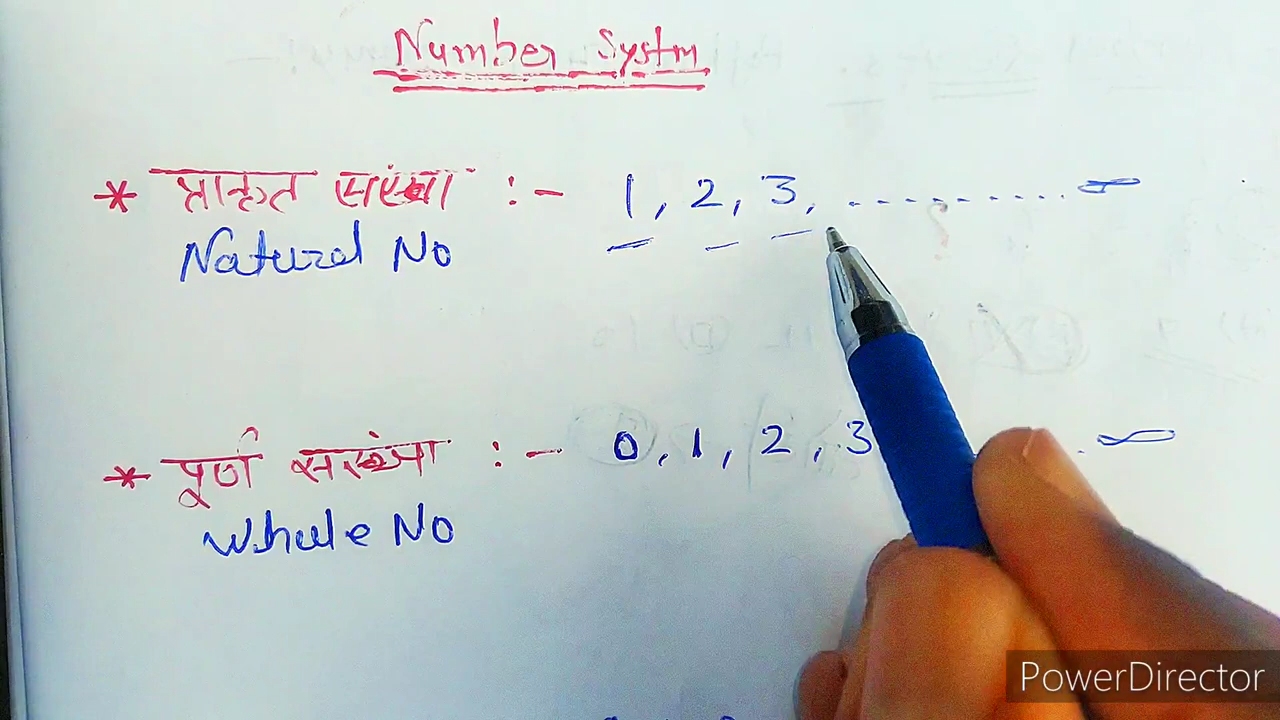 Number Systm
* प्राकृत संख्या :- 1, 2, 3, .......... ∞
Natural No
* पूर्ण संख्या :- 0, 1, 2, 3 . ∞
Whole No
PowerDirector